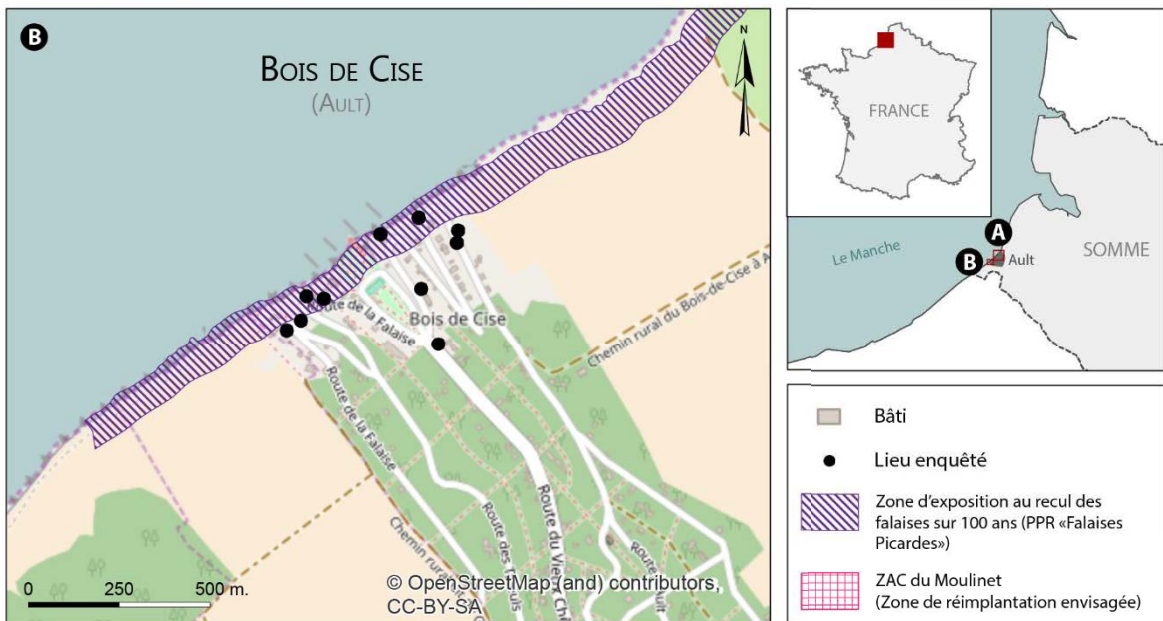 B
BOIS DE CISE
(AULT)
N
Route de la Falaise
Bois de Cise
Chemin rural du Bois-de-Cise à A
Route de la Falaise
Chemin rural
Route des
Route du Vieux Chê
Ault
0 250 500 m.
© OpenStreetMap (and) contributors,
CC-BY-SA
FRANCE
Le Manche
A
B
Ault
SOMME
Bâti
Lieu enquêté
Zone d'exposition au recul des
falaises sur 100 ans (PPR «Falaises
Picardes»)
ZAC du Moulinet
(Zone de réimplantation envisagée)